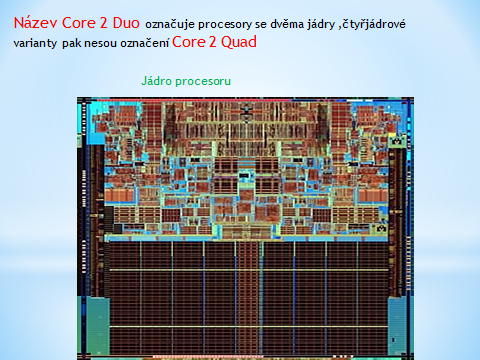 Název Core 2 Duo označuje procesory se dvěma jádry ,čtyřjádrové
varianty pak nesou označení Core 2 Quad
Jádro procesoru